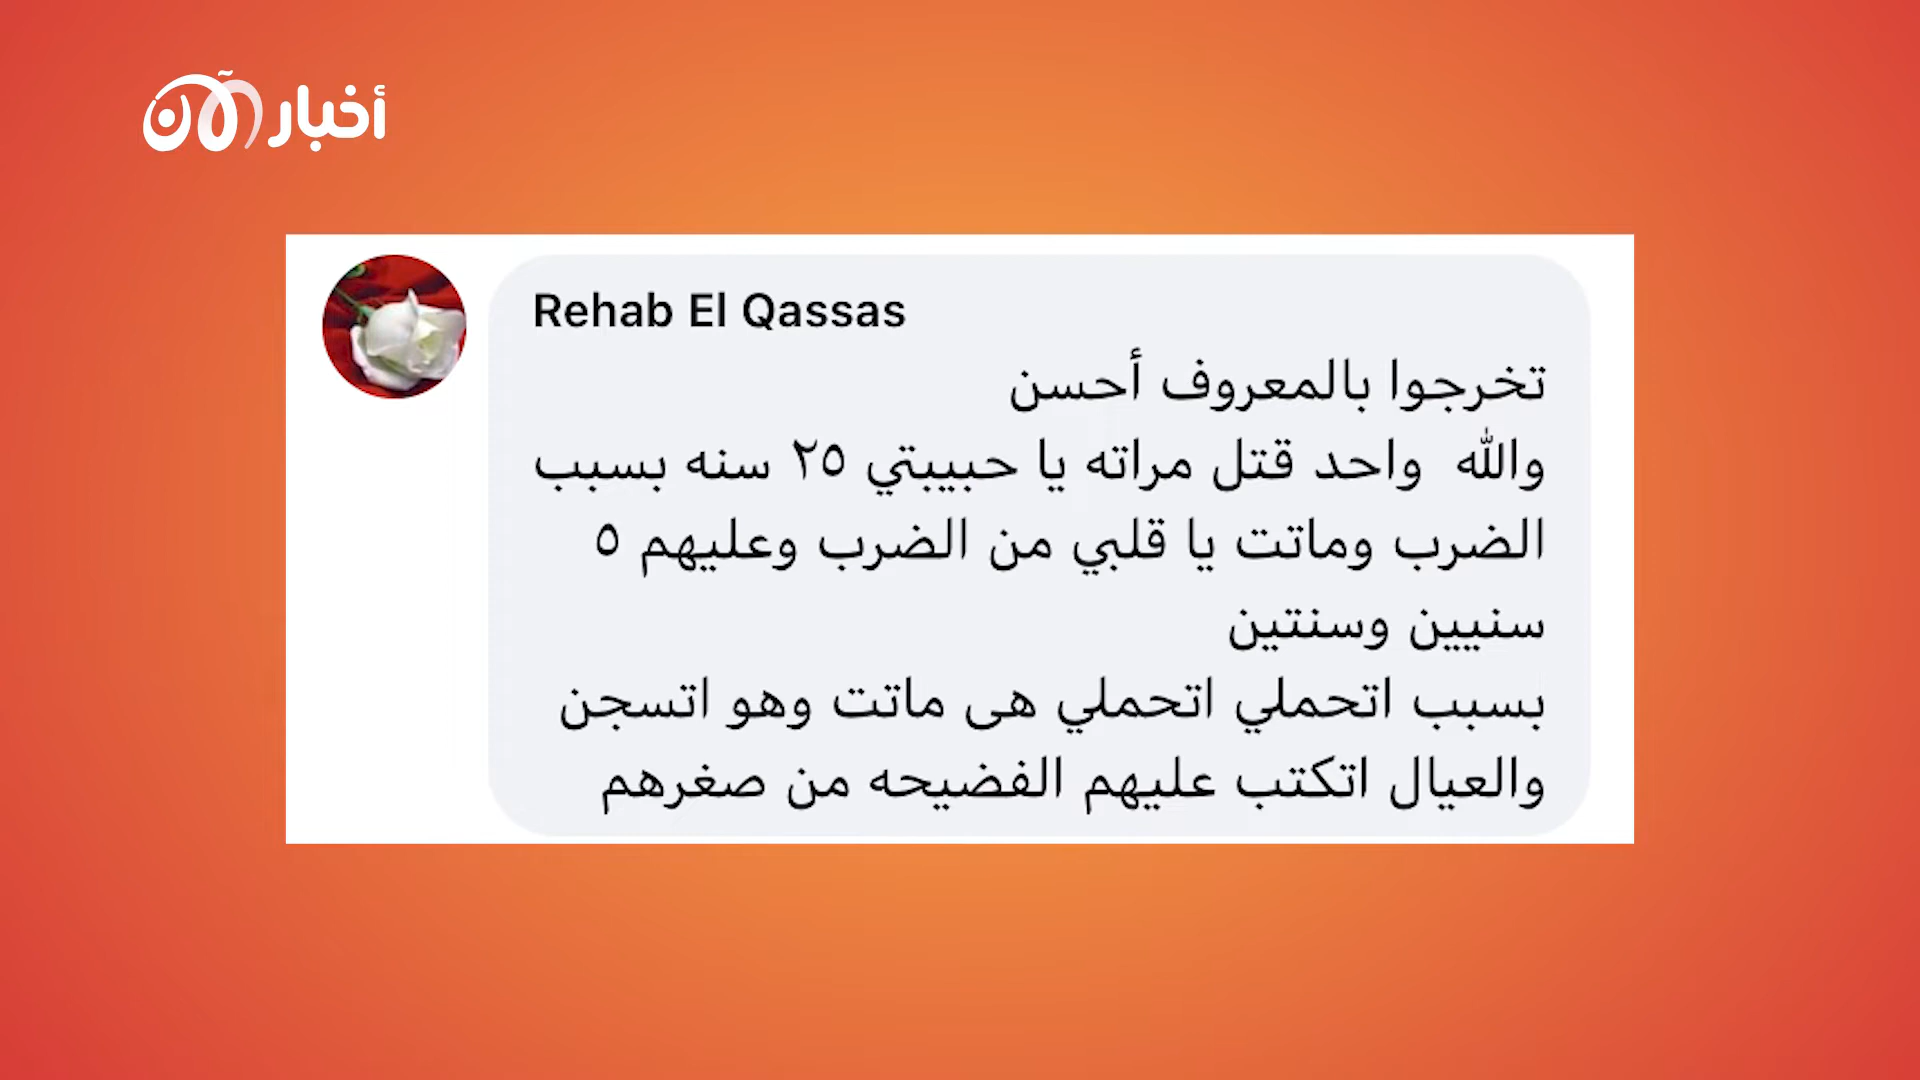 أخبار الآن
Rehab El Qassas
تخرجوا بالمعروف أحسن
والله واحد قتل مراته يا حبيبتي ٢٥ سنه بسبب
الضرب وماتت يا قلبي من الضرب وعليهم ٥
سنيين وسنتين
بسبب اتحملي اتحملي هى ماتت وهو اتسجن
والعيال اتكتب عليهم الفضيحه من صغرهم